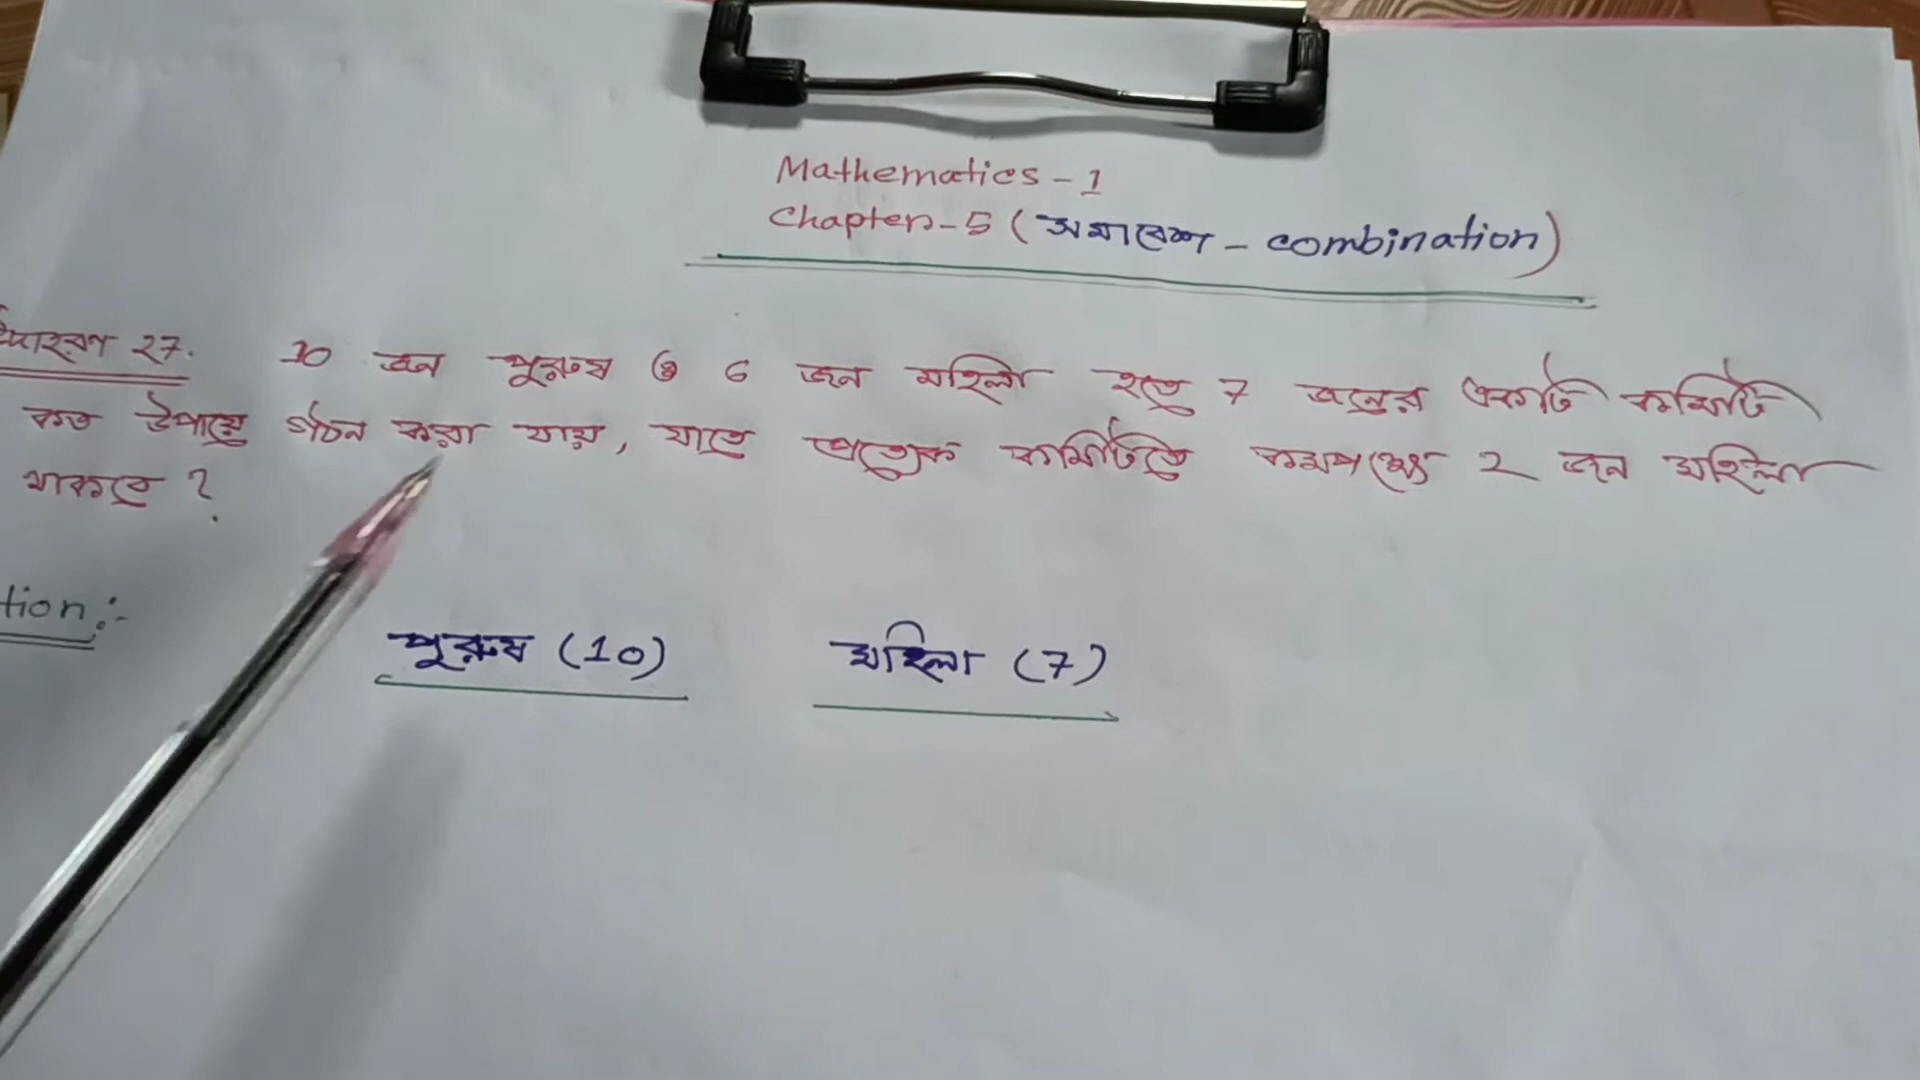 Mathematics - 1
Chapter-5 (সমাবেশ - combination)
উদাহরণ 27. 10 জন পুরুষ ও 6 জন মহিলা হতে 7 জনের একটি কমিটি
কত উপায়ে গঠন করা যায়, যাতে প্রত্যেক কমিটিতে কমপক্ষে 2 জন মহিলা
থাকবে ?
tion:-
পুরুষ (10) মহিলা (7)